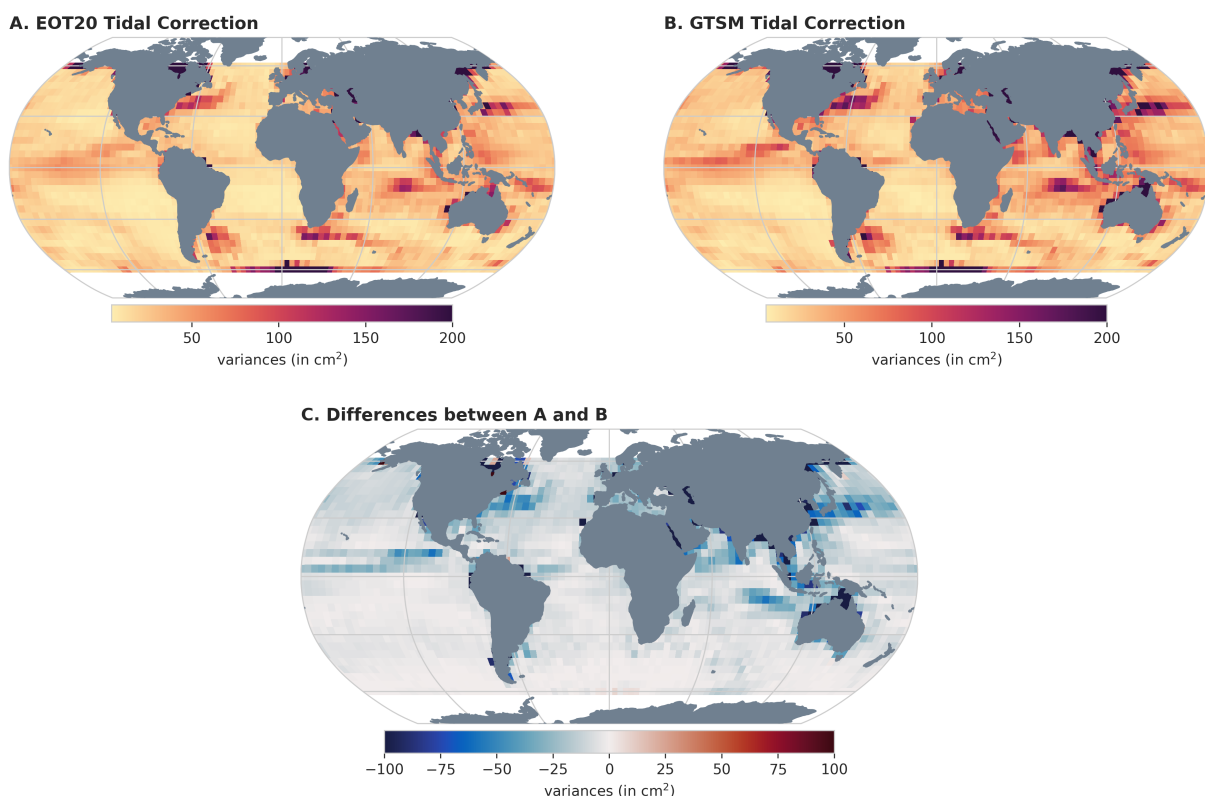 A. EOT20 Tidal Correction
B. GTSM Tidal Correction
50 100 150 200
variances (in cm²)
50 100 150 200
variances (in cm²)
C. Differences between A and B
−100 −75 −50 −25 0 25 50 75 100
variances (in cm²)